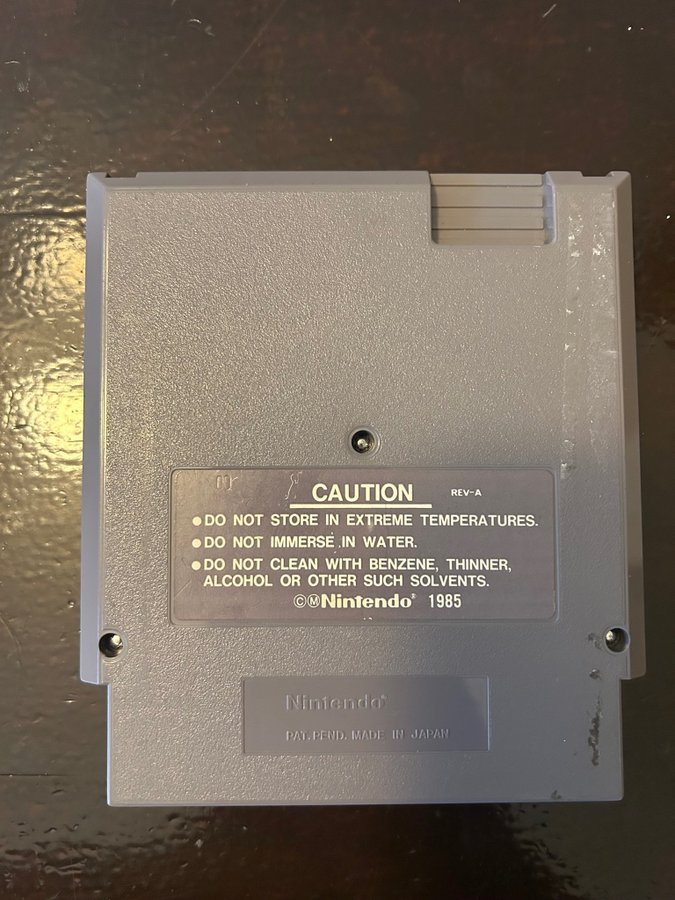 CAUTION REV-A
●DO NOT STORE IN EXTREME TEMPERATURES.
●DO NOT IMMERSE IN WATER.
●DO NOT CLEAN WITH BENZENE, THINNER,
ALCOHOL OR OTHER SUCH SOLVENTS.
©ⓂNintendo® 1985
Nintendo®
PAT. PEND. MADE IN JAPAN